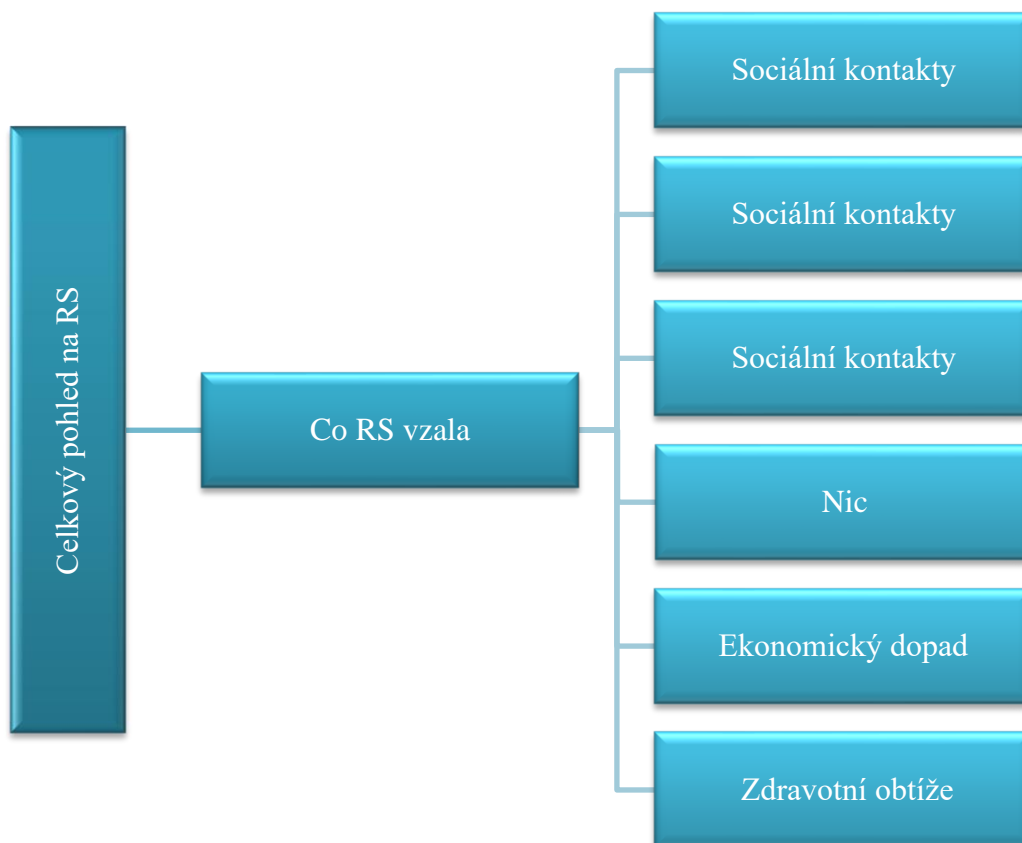 Celkový pohled na RS
Co RS vzala
Sociální kontakty
Sociální kontakty
Sociální kontakty
Nic
Ekonomický dopad
Zdravotní obtíže